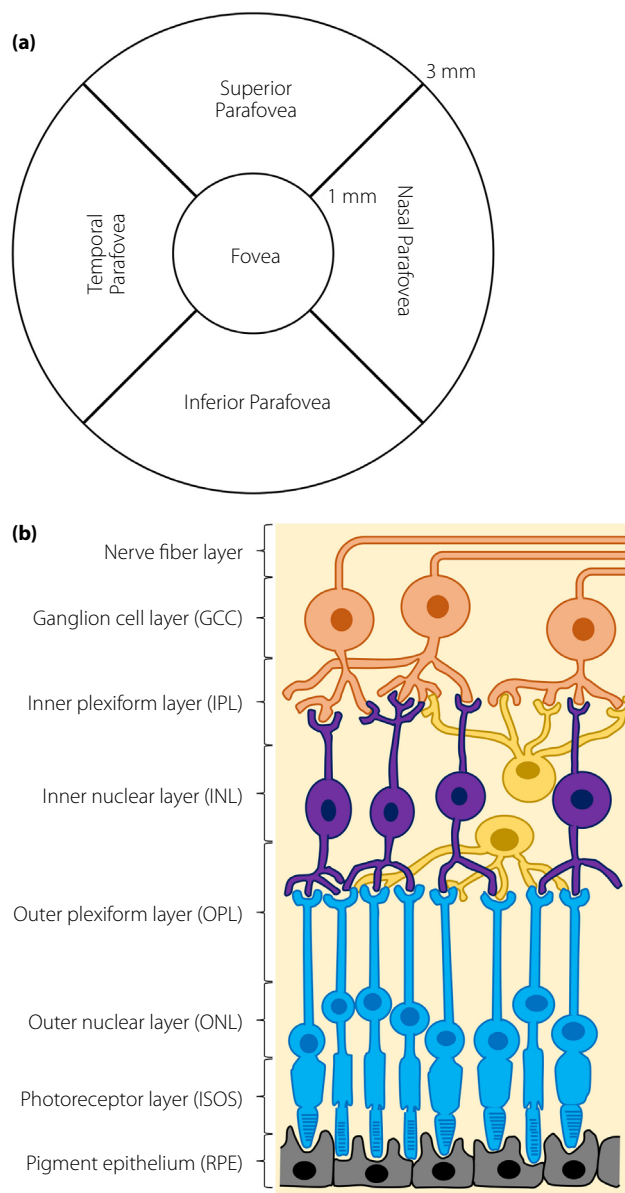 (a)
Superior
Parafovea
3 mm
1 mm
Temporal
Parafovea
Fovea
Nasal Parafovea
Inferior Parafovea
(b)
Nerve fiber layer
Ganglion cell layer (GCC)
Inner plexiform layer (IPL)
Inner nuclear layer (INL)
Outer plexiform layer (OPL)
Outer nuclear layer (ONL)
Photoreceptor layer (ISOS)
Pigment epithelium (RPE)